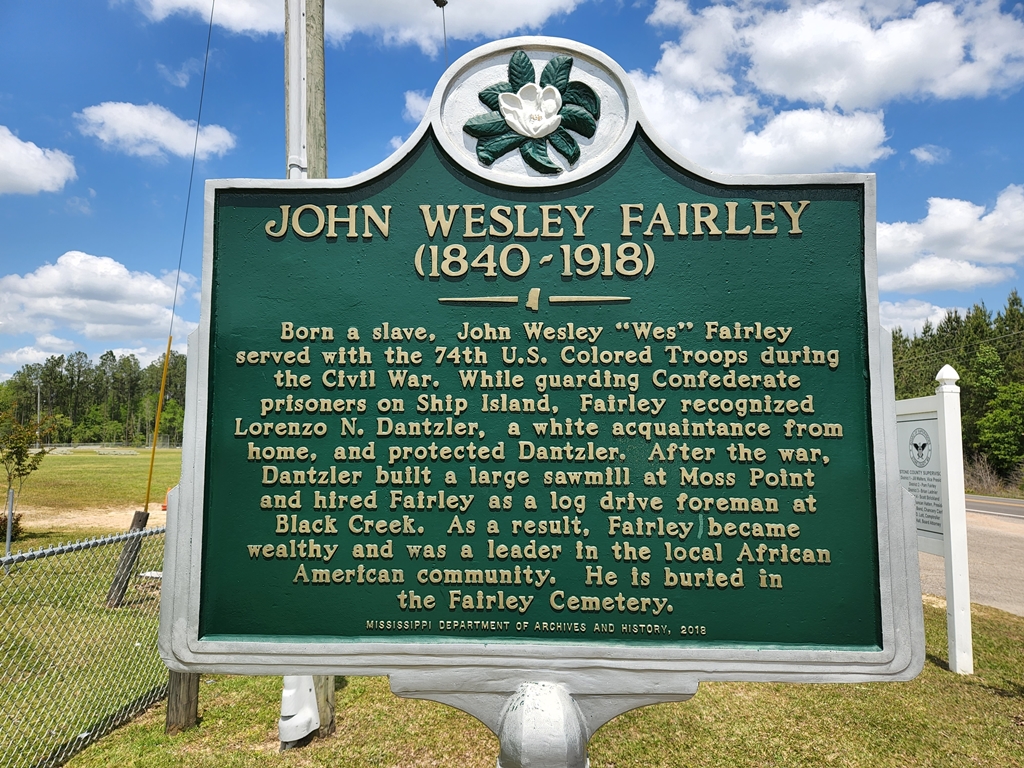 JOHN WESLEY FAIRLEY
(1840-1918)
Born a slave, John Wesley "Wes" Fairley
served with the 74th U.S. Colored Troops during
the Civil War. While guarding Confederate
prisoners on Ship Island, Fairley recognized
Lorenzo N. Dantzler, a white acquaintance from
home, and protected Dantzler. After the war,
Dantzler built a large sawmill at Moss Point
and hired Fairley as a log drive foreman at
Black Creek. As a result, Fairley became
wealthy and was a leader in the local African
American community. He is buried in
the Fairley Cemetery.
MISSISSIPPI DEPARTMENT OF ARCHIVES AND HISTORY, 2018
STONE COUNTY SUPERVIS